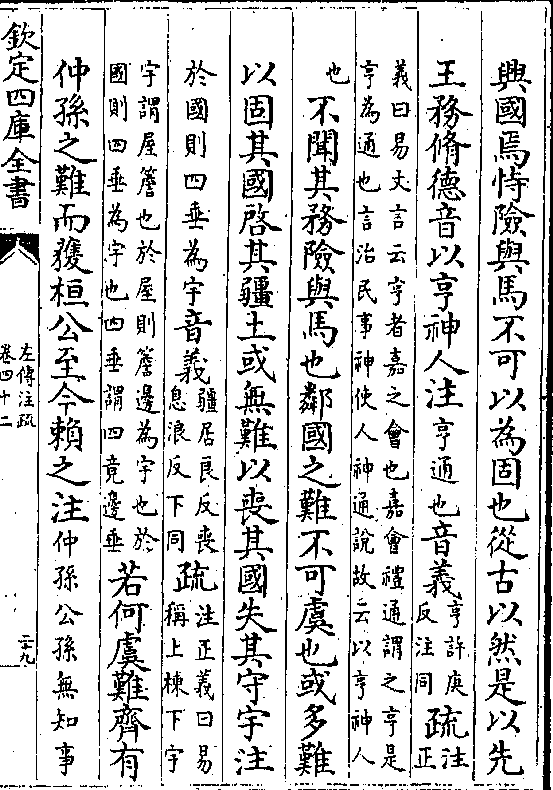 興國焉恃險與馬不可以為固也從古以然是以先
王務脩德音以亨神人注亨通也音義亨許庚反注同疏注正
義曰易文言云亨者嘉之會也嘉會禮通謂之亨是
亨為通也言治民事神使人神通說故云以亨神人
也不聞其務險與馬也鄰國之難不可虞也或多難
以固其國啓其疆土或無難以喪其國失其守宇注
於國則四垂為宇音義疆居良反喪息浪反下同疏注正義曰易稱上棟下宇
宇謂屋簷也於屋則簷邊為宇也於
國則四垂為宇也四垂謂四竟邊垂
若何虞難齊有
仲孫之難而獲桓公至今賴之注仲孫公孫無知事
欽定四庫全書
左傳注疏
卷四十二